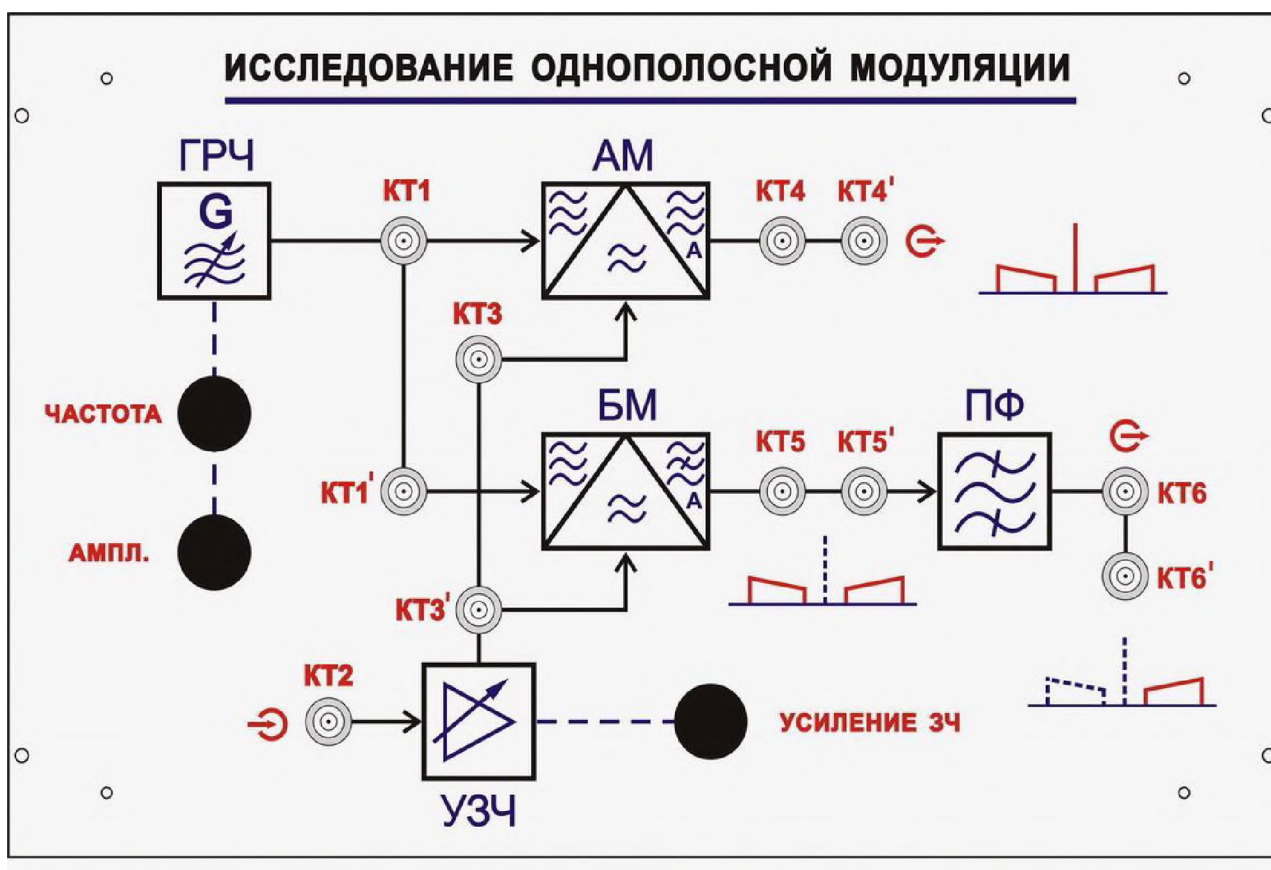 ИССЛЕДОВАНИЕ ОДНОПОЛОСНОЙ МОДУЛЯЦИИ
ГРЧ
G
КТ1
АМ
А
КТ4
КТ4'
КТ3
ЧАСТОТА
АМПЛ.
КТ1'
БМ
А
КТ5
КТ5'
ПФ
КТ6
КТ6'
КТ3'
КТ2
УЗЧ
УСИЛЕНИЕ ЗЧ